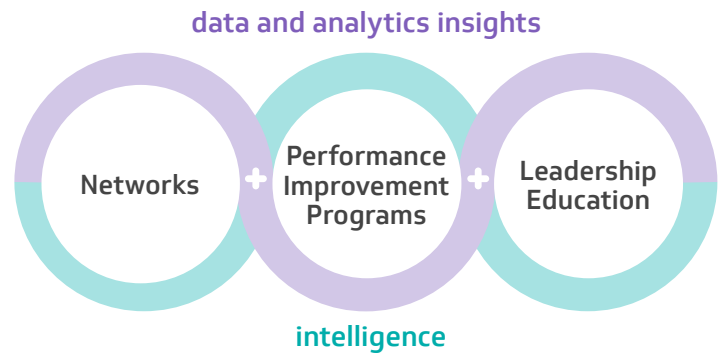 data and analytics insights
Networks
+
Performance
Improvement
Programs
+
Leadership
Education
intelligence